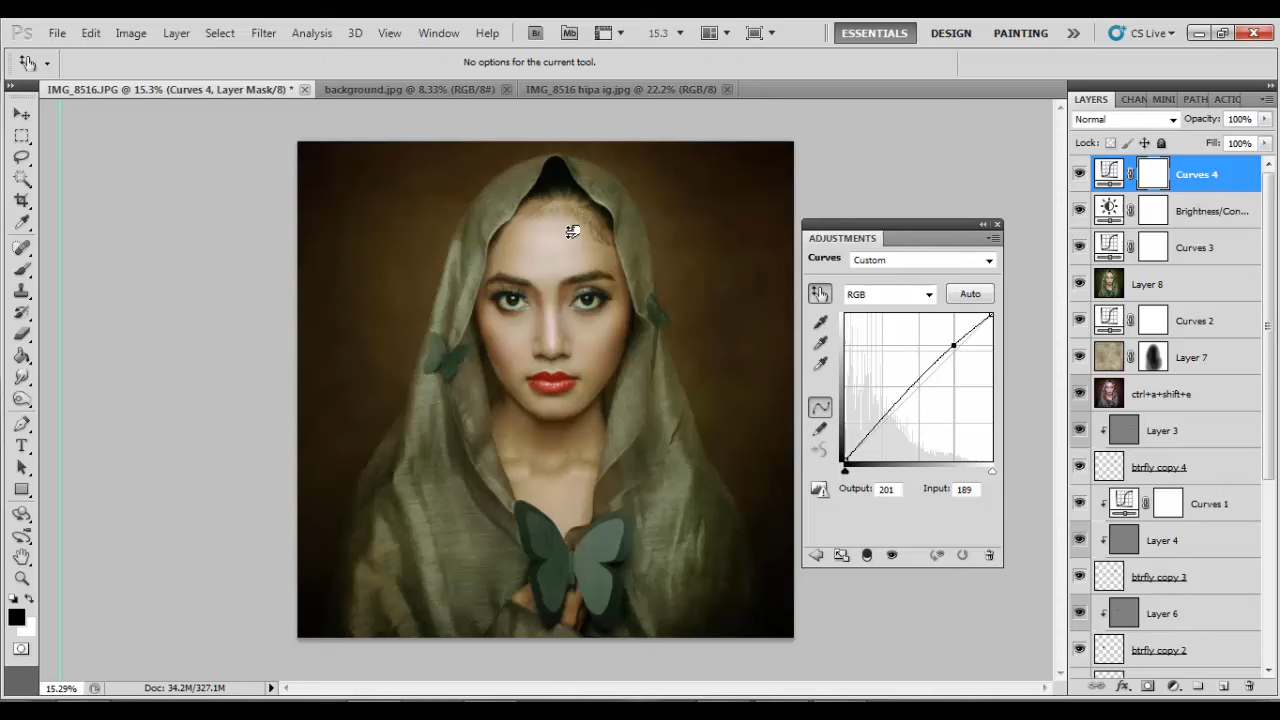 Ps File Edit Image Layer Select Filter Analysis 3D View Window Help Br Mb 15.3 ESSENTIALS DESIGN PAINTING CS Live
No options for the current tool.
IMG_8516.JPG @ 15.3% (Curves 4, Layer Mask/8) * background.jpg @ 8.33% (RGB/8#) IMG_8516 hipa ig.jpg @ 22.2% (RGB/8)
LAYERS CHAN MINI PATH ACTIC
Normal Opacity: 100%
Lock: Fill: 100%
Curves 4
Brightness/Con...
Curves 3
Layer 8
Curves 2
Layer 7
ctrl+a+shift+e
Layer 3
btrfly copy 4
Curves 1
Layer 4
btrfly copy 3
Layer 6
btrfly copy 2
ADJUSTMENTS
Curves Custom
RGB Auto
Output: 201 Input: 189
T
15.29% Doc: 34.2M/327.1M